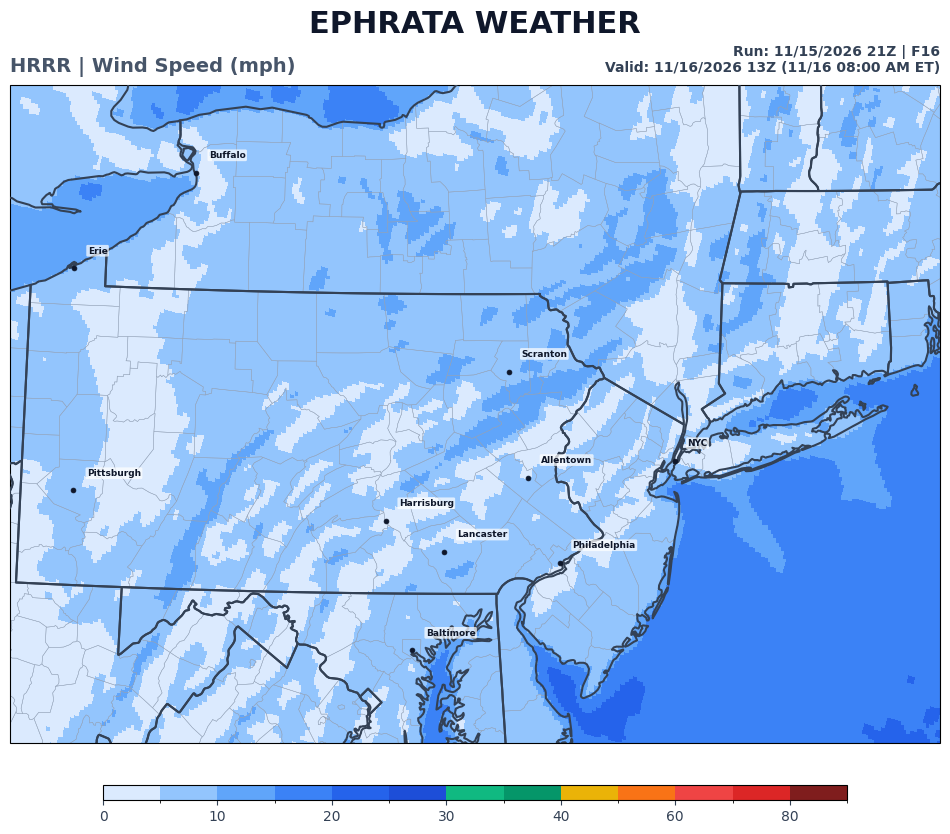 EPHRATA WEATHER
HRRR | Wind Speed (mph)
Run: 11/15/2026 21Z | F16
Valid: 11/16/2026 13Z (11/16 08:00 AM ET)
Buffalo
Erie
Scranton
NYC
Allentown
Pittsburgh
Harrisburg
Lancaster
Philadelphia
Baltimore
0 10 20 30 40 50 60 70 80